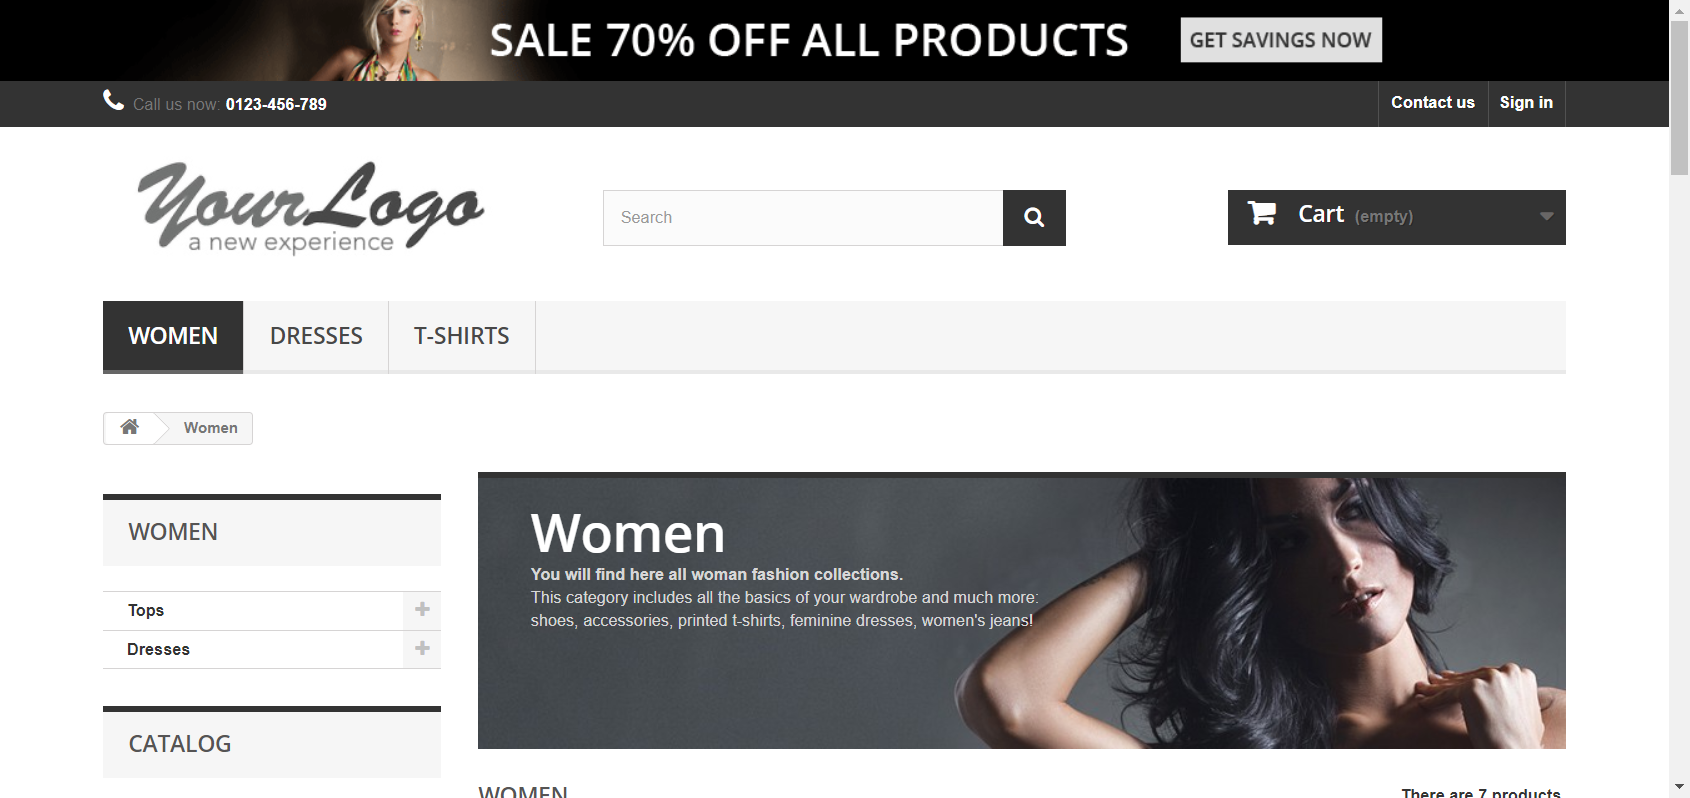 SALE 70% OFF ALL PRODUCTS
GET SAVINGS NOW
Call us now: 0123-456-789
Contact us
Sign in
YourLogo
a new experience
Search
Cart (empty)
WOMEN
DRESSES
T-SHIRTS
Women
WOMEN
Tops
Dresses
CATALOG
Women
You will find here all woman fashion collections.
This category includes all the basics of your wardrobe and much more:
shoes, accessories, printed t-shirts, feminine dresses, women's jeans!
WOMEN
There are 7 products